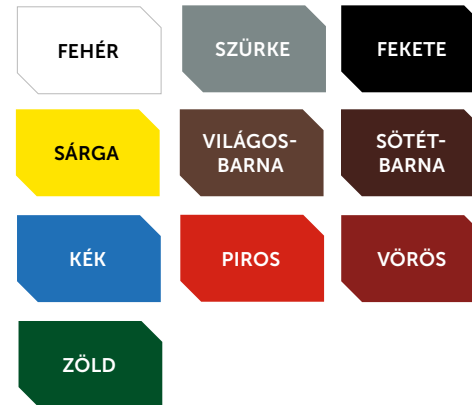 FEHÉR
SZÜRKE
FEKETE
SÁRGA
VILÁGOS-
BARNA
SÖTÉT-
BARNA
KÉK
PIROS
VÖRÖS
ZÖLD